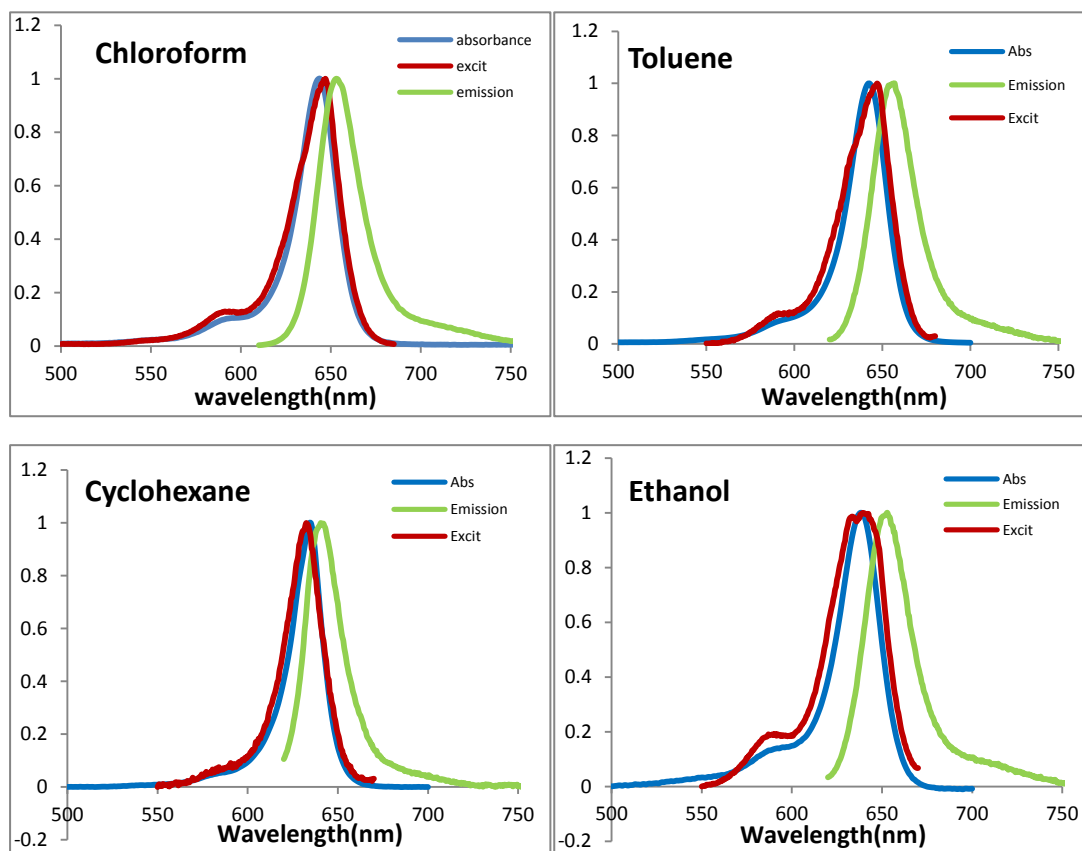 Chloroform
absorbance
excit
emission
1.2
1
0.8
0.6
0.4
0.2
0
500 550 600 650 700 750
wavelength(nm)
Toluene
Abs
Emission
Excit
1.2
1
0.8
0.6
0.4
0.2
0
500 550 600 650 700 750
Wavelength(nm)
Cyclohexane
Abs
Emission
Excit
1.2
1
0.8
0.6
0.4
0.2
0
-0.2
500 550 600 650 700 750
Wavelength(nm)
Ethanol
Abs
Emission
Excit
1.2
1
0.8
0.6
0.4
0.2
0
-0.2
500 550 600 650 700 750
Wavelength(nm)